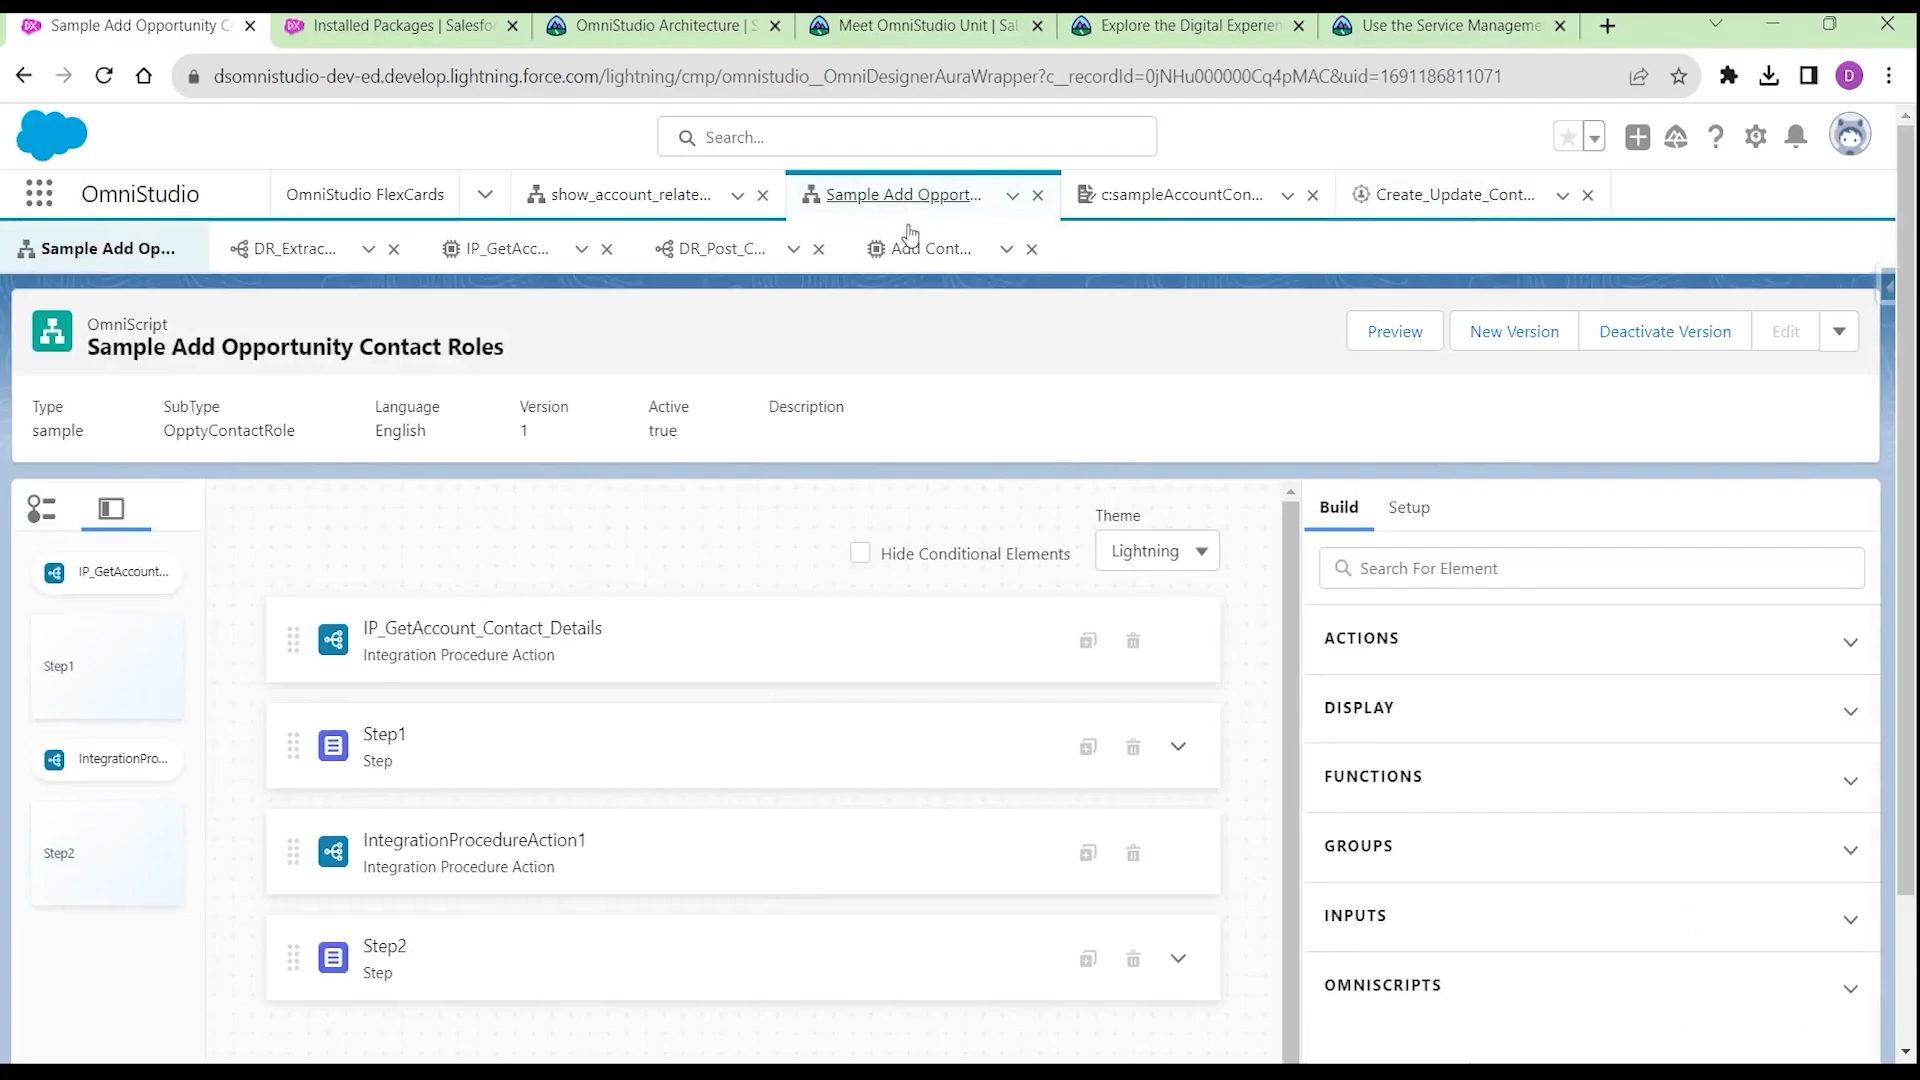 Sample Add Opportunity C
Installed Packages | Salesfo
OmniStudio Architecture | S
Meet OmniStudio Unit | Sal
Explore the Digital Experien
Use the Service Manageme
dsomnistudio-dev-ed.develop.lightning.force.com/lightning/cmp/omnistudio__OmniDesignerAuraWrapper?c__recordId=0jNHu000000Cq4pMAC&uid=1691186811071
D
Search...
OmniStudio
OmniStudio FlexCards
show_account_relate...
Sample Add Opport...
c:sampleAccountCon...
Create_Update_Cont...
Sample Add Op...
DR_Extrac...
IP_GetAcc...
DR_Post_C...
Add Cont...
OmniScript
Sample Add Opportunity Contact Roles
Preview
New Version
Deactivate Version
Edit
Type
SubType
Language
Version
Active
Description
sample
OpptyContactRole
English
1
true
Build
Setup
Theme
Hide Conditional Elements
Lightning
Search For Element
IP_GetAccount...
Step1
IntegrationPro...
Step2
IP_GetAccount_Contact_Details
Integration Procedure Action
Step1
Step
IntegrationProcedureAction1
Integration Procedure Action
Step2
Step
ACTIONS
DISPLAY
FUNCTIONS
GROUPS
INPUTS
OMNISCRIPTS